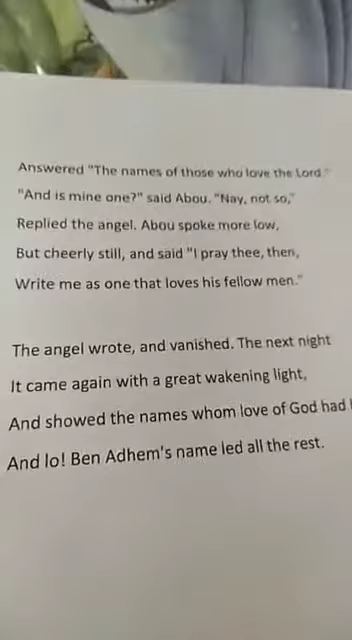 Answered "The names of those who love the Lord."
"And is mine one?" said Abou. "Nay, not so,"
Replied the angel. Abou spoke more low,
But cheerly still, and said "I pray thee, then,
Write me as one that loves his fellow men."
The angel wrote, and vanished. The next night
It came again with a great wakening light,
And showed the names whom love of God had
And lo! Ben Adhem's name led all the rest.